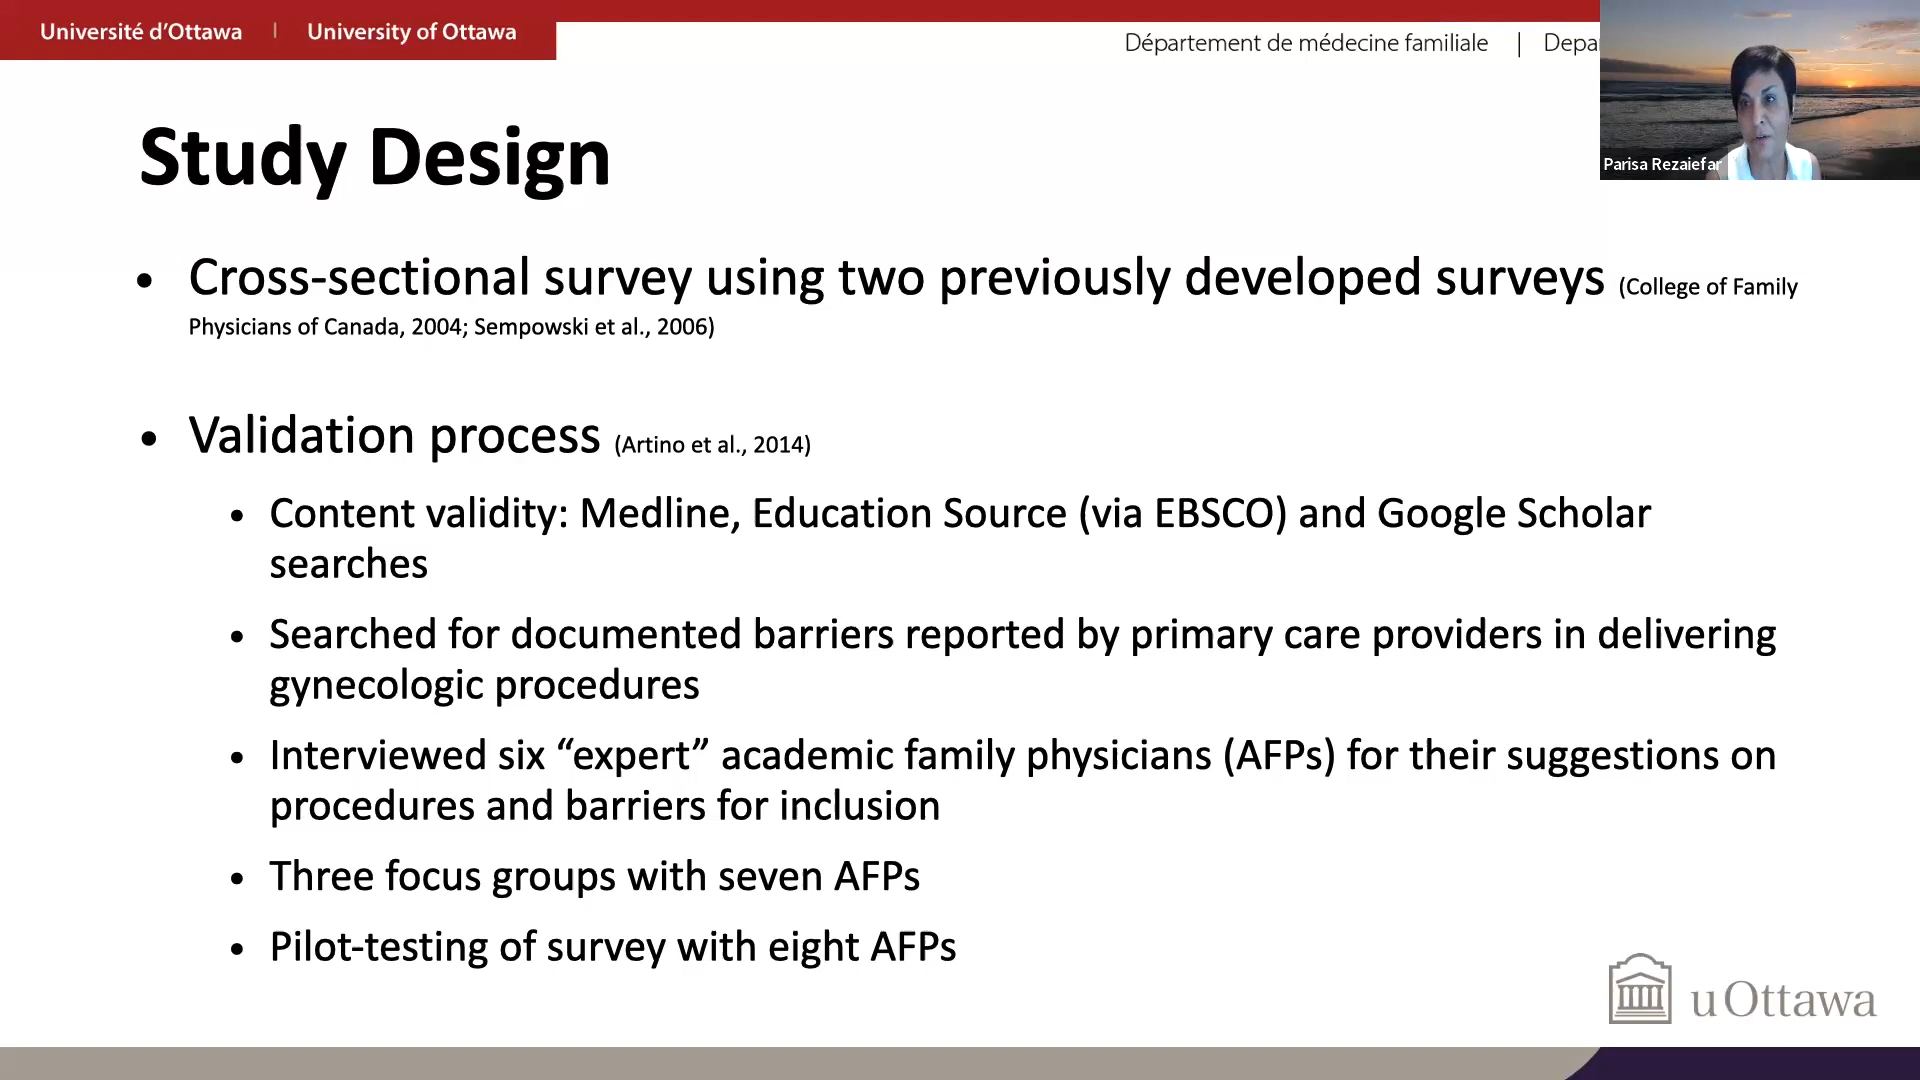 Université d'Ottawa | University of Ottawa
Département de médecine familiale | Depa
Parisa Rezaiefar
Study Design
• Cross-sectional survey using two previously developed surveys (College of Family
Physicians of Canada, 2004; Sempowski et al., 2006)
• Validation process (Artino et al., 2014)
• Content validity: Medline, Education Source (via EBSCO) and Google Scholar
searches
• Searched for documented barriers reported by primary care providers in delivering
gynecologic procedures
• Interviewed six “expert” academic family physicians (AFPs) for their suggestions on
procedures and barriers for inclusion
• Three focus groups with seven AFPs
• Pilot-testing of survey with eight AFPs
uOttawa